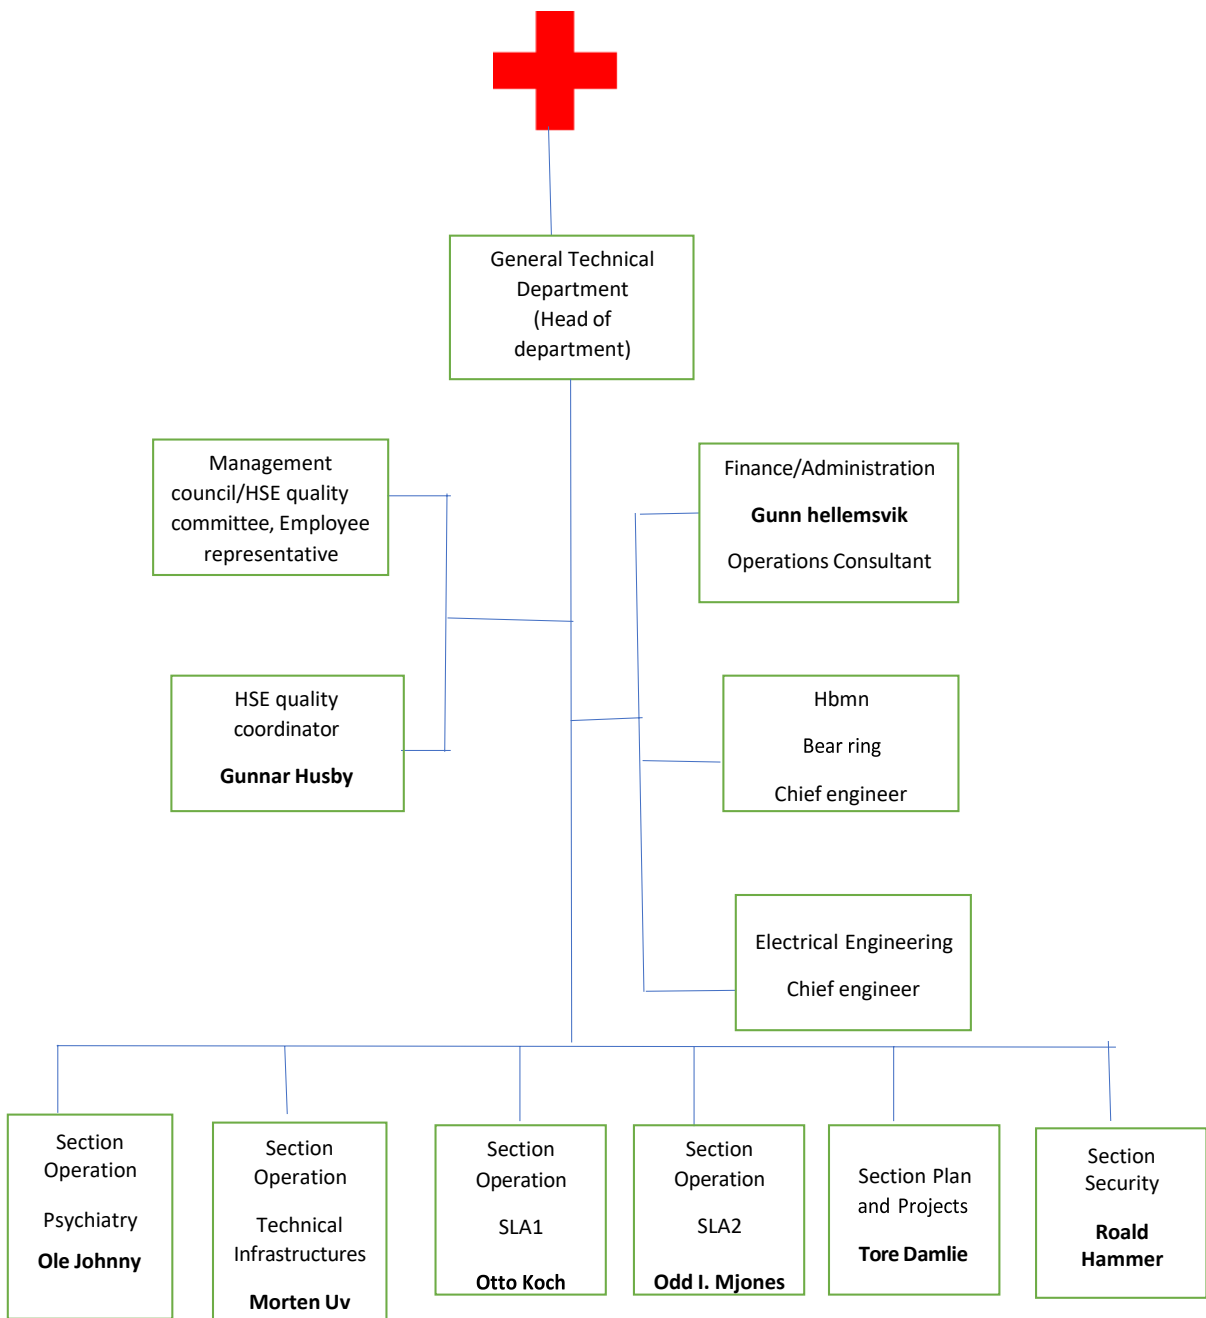 General Technical
Department
(Head of
department)
Management
council/HSE quality
committee, Employee
representative
Finance/Administration
Gunn hellemsvik
Operations Consultant
HSE quality
coordinator
Gunnar Husby
Hbmn
Bear ring
Chief engineer
Electrical Engineering
Chief engineer
Section
Operation
Psychiatry
Ole Johnny
Section
Operation
Technical
Infrastructures
Morten Uv
Section
Operation
SLA1
Otto Koch
Section
Operation
SLA2
Odd I. Mjones
Section Plan
and Projects
Tore Damlie
Section
Security
Roald
Hammer